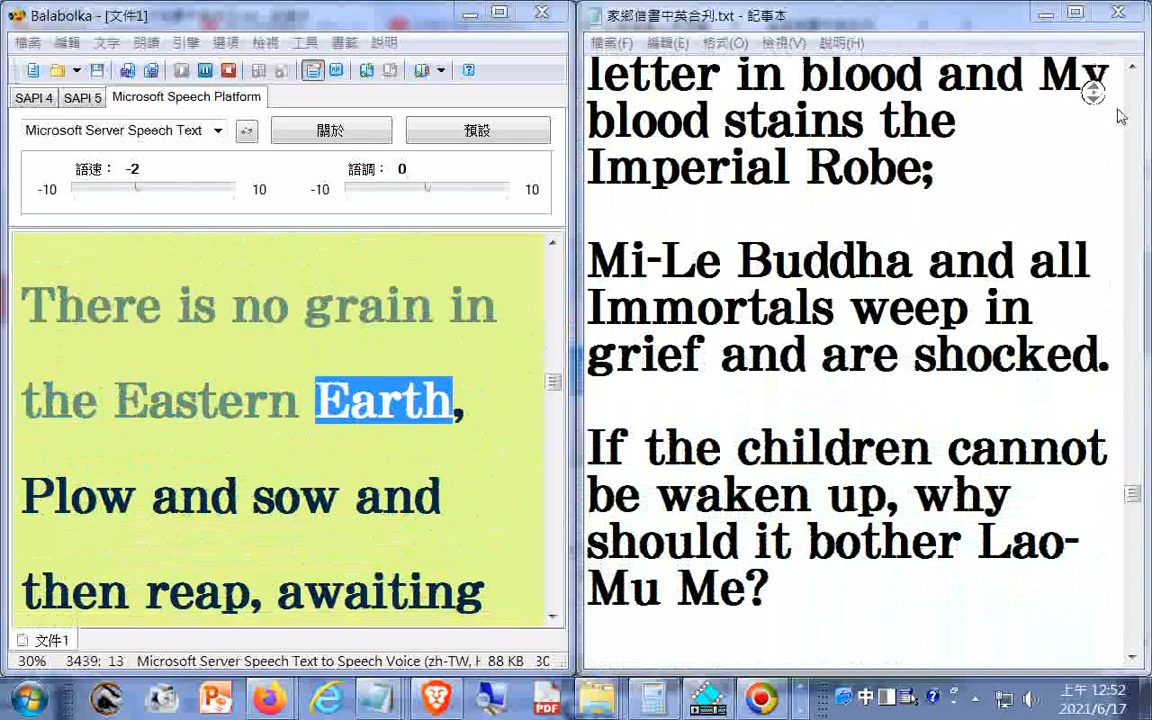 Balabolka - [文件1]
檔案 編輯 文字 朗讀 引擎 選項 檢視 工具 書籤 說明
SAPI 4 SAPI 5 Microsoft Speech Platform
Microsoft Server Speech Text 關於 預設
語速： -2 語調： 0
-10 10 -10 10
There is no grain in
the Eastern Earth,
Plow and sow and
then reap, awaiting
文件1
30% 3439: 13 Microsoft Server Speech Text to Speech Voice (zh-TW, H 88 KB
家鄉信書中英合刋.txt - 記事本
檔案(F) 編輯(E) 格式(O) 檢視(V) 說明(H)
letter in blood and My
blood stains the
Imperial Robe;
Mi-Le Buddha and all
Immortals weep in
grief and are shocked.
If the children cannot
be waken up, why
should it bother Lao-
Mu Me?
中
上午 12:52
2021/6/17